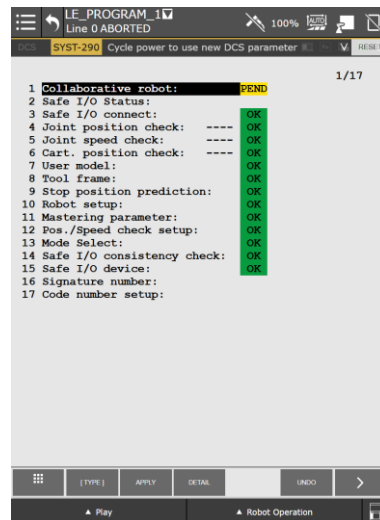 LE_PROGRAM_1
Line 0 ABORTED
100%
AUTO
DCS
SYST-290 Cycle power to use new DCS parameter
RESET
1/17
1 Collaborative robot: PEND
2 Safe I/O Status:
3 Safe I/O connect: OK
4 Joint position check: ---- OK
5 Joint speed check: ---- OK
6 Cart. position check: ---- OK
7 User model: OK
8 Tool frame: OK
9 Stop position prediction: OK
10 Robot setup: OK
11 Mastering parameter: OK
12 Pos./Speed check setup: OK
13 Mode Select: OK
14 Safe I/O consistency check: OK
15 Safe I/O device: OK
16 Signature number:
17 Code number setup:
[TYPE] APPLY DETAIL UNDO >
▲ Play ▲ Robot Operation